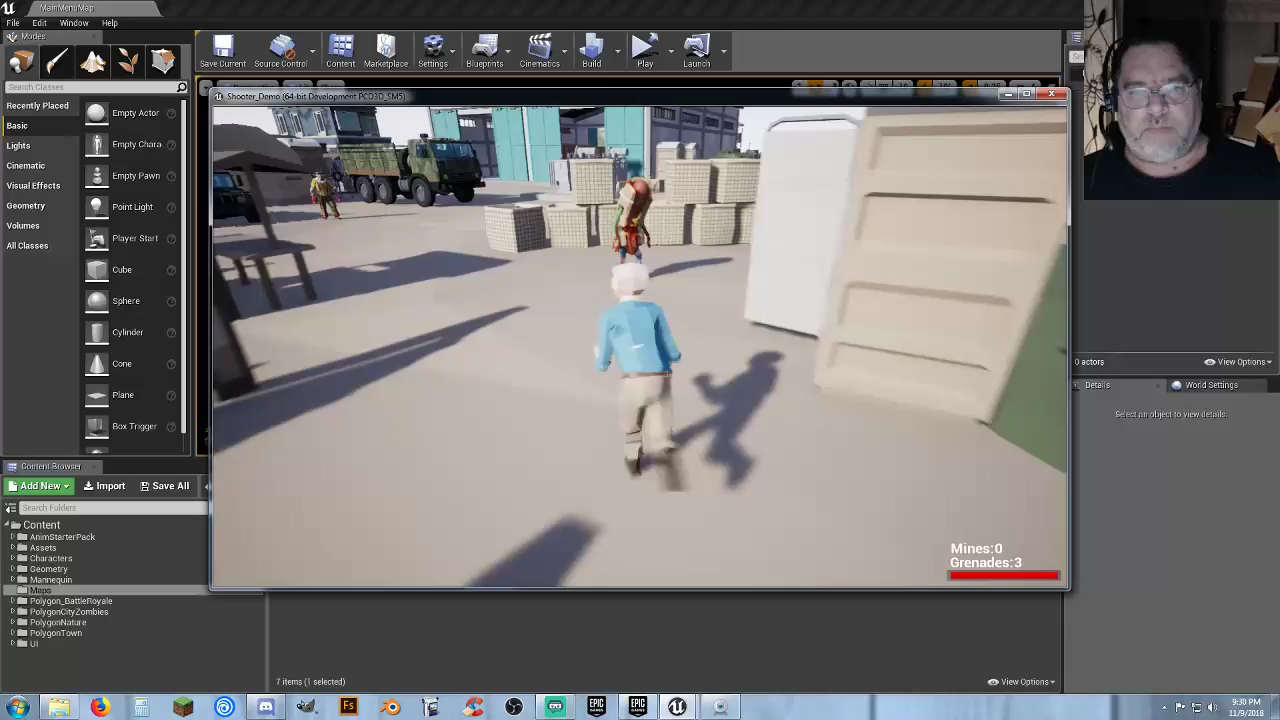 MainMenuMap
File Edit Window Help
Modes
Search Classes
Recently Placed
Basic
Lights
Cinematic
Visual Effects
Geometry
Volumes
All Classes
Empty Actor
Empty Chara
Empty Pawn
Point Light
Player Start
Cube
Sphere
Cylinder
Cone
Plane
Box Trigger
Save Current
Source Control
Content
Marketplace
Settings
Blueprints
Cinematics
Build
Play
Launch
Shooter_Demo (64-bit Development PCD3D_SM5)
Mines:0
Grenades:3
0 actors
View Options
Details
World Settings
Select an object to view details.
Content Browser
Add New Import Save All
Search Folders
Content
AnimStarterPack
Assets
Characters
Geometry
Mannequin
Maps
Polygon_BattleRoyale
PolygonCityZombies
PolygonNature
PolygonTown
UI
7 items (1 selected)
View Options
Fs
EPIC GAMES
EPIC GAMES
9:30 PM
11/9/2018